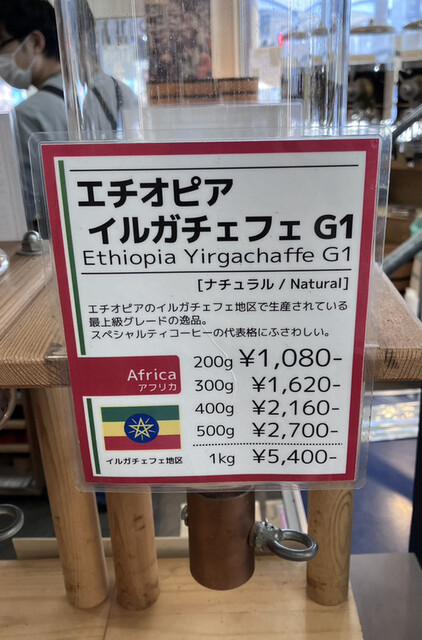 エチオピア
イルガチェフェ G1
Ethiopia Yirgachaffe G1
[ナチュラル / Natural]
エチオピアのイルガチェフェ地区で生産されている
最上級グレードの逸品。
スペシャルティコーヒーの代表格にふさわしい。
Africa
アフリカ
イルガチェフェ地区
200g ¥1,080-
300g ¥1,620-
400g ¥2,160-
500g ¥2,700-
1kg ¥5,400-